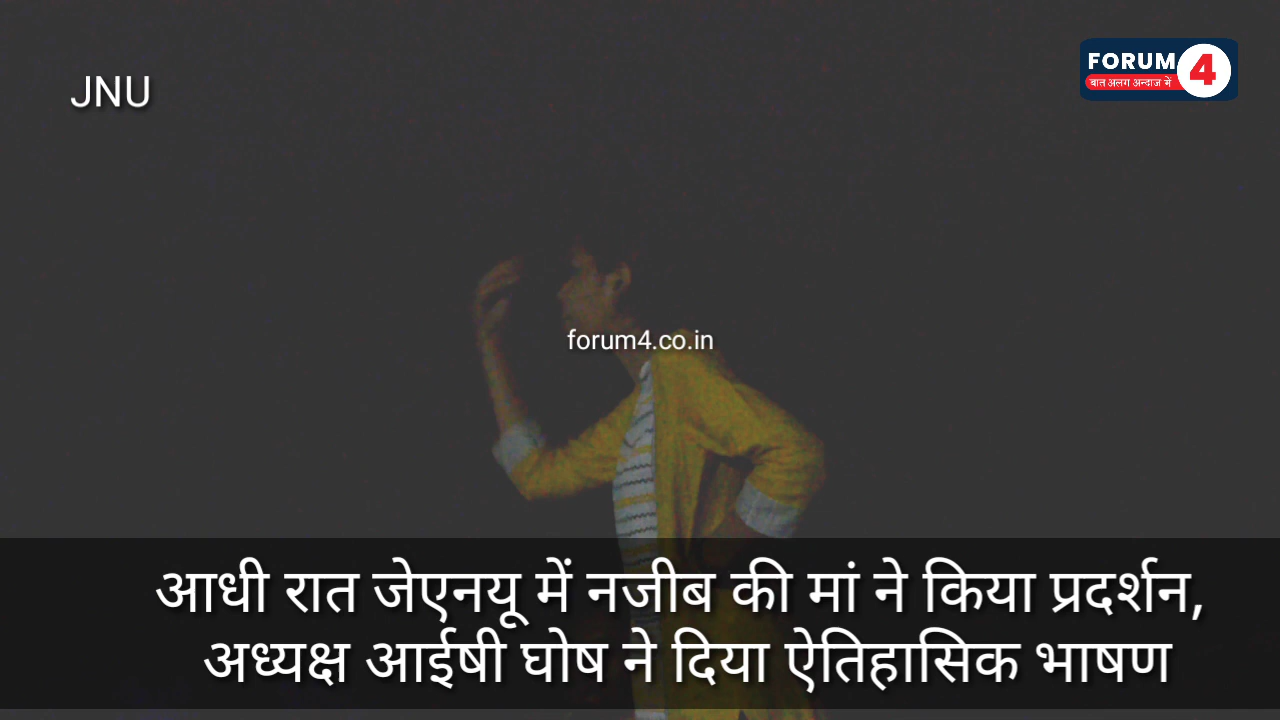 JNU
FORUM 4
बात अलग अन्दाज में
forum4.co.in
आधी रात जेएनयू में नजीब की मां ने किया प्रदर्शन,
अध्यक्ष आईषी घोष ने दिया ऐतिहासिक भाषण